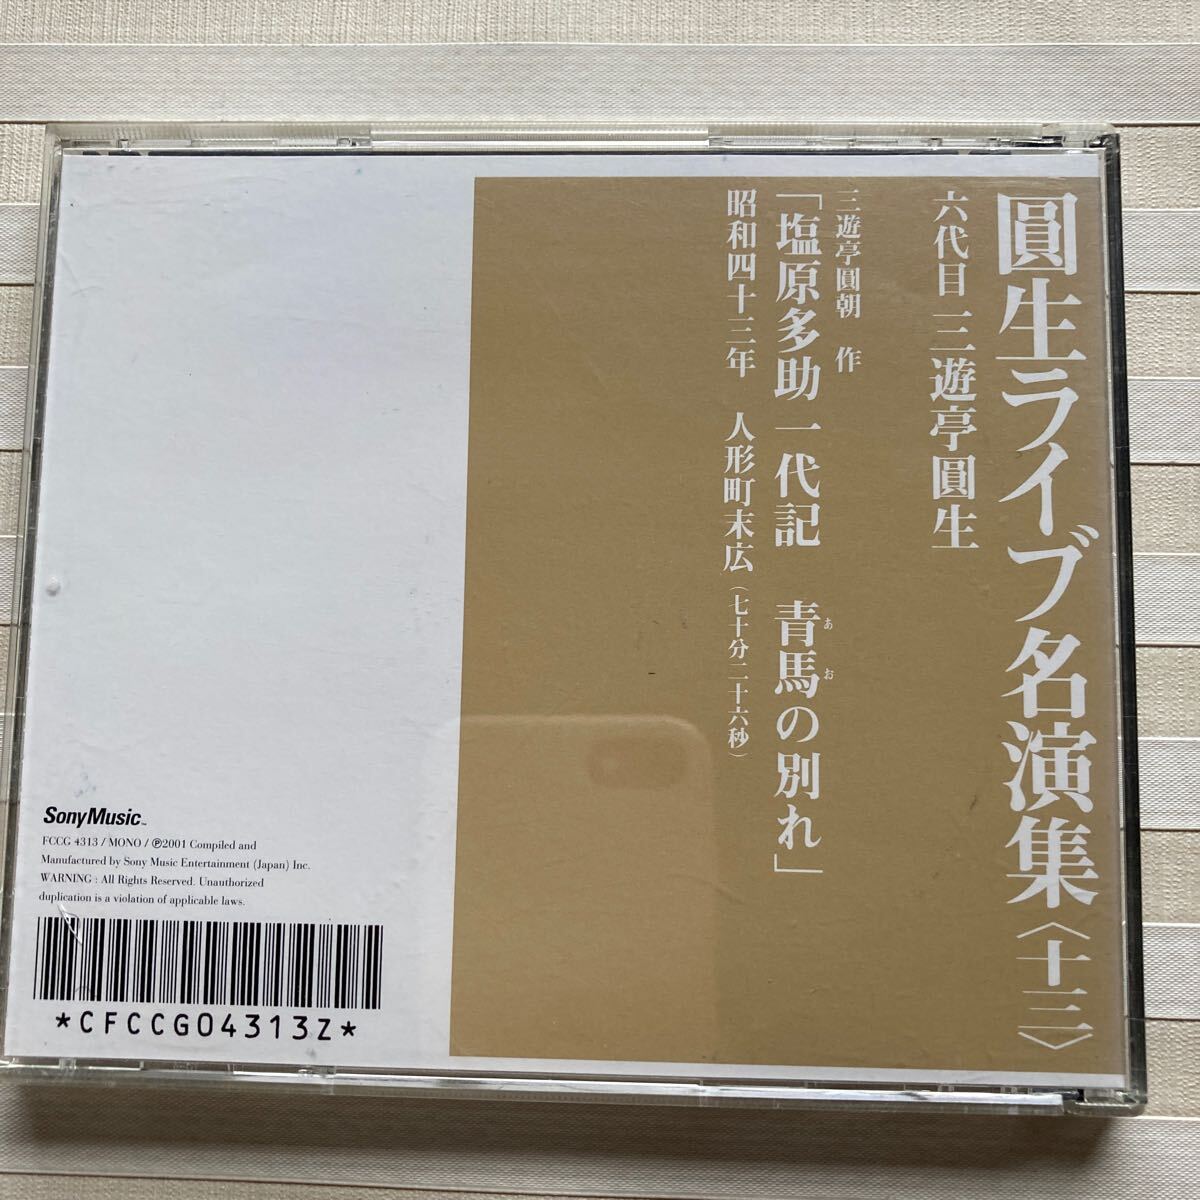 圓生ライブ名演集〈十三〉
六代目 三遊亭圓生
三遊亭圓朝 作
「塩原多助一代記 青馬の別れ」
あお
昭和四十三年 人形町末広（七十分二十六秒）
SonyMusic™
FCCG 4313 / MONO / ℗2001 Compiled and
Manufactured by Sony Music Entertainment (Japan) Inc.
WARNING : All Rights Reserved. Unauthorized
duplication is a violation of applicable laws.
*CFCCG04313Z*